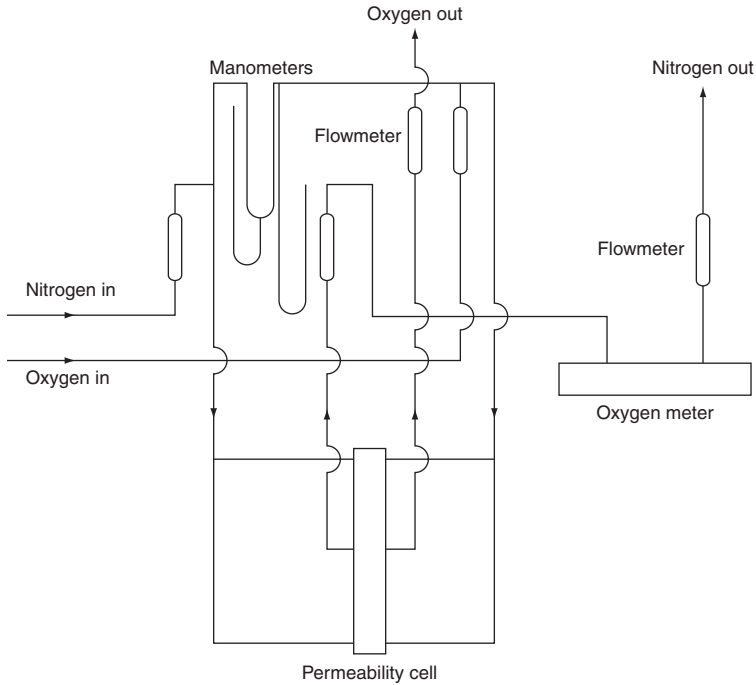 Oxygen out
Manometers
Nitrogen out
Flowmeter
Flowmeter
Nitrogen in
Oxygen in
Oxygen meter
Permeability cell